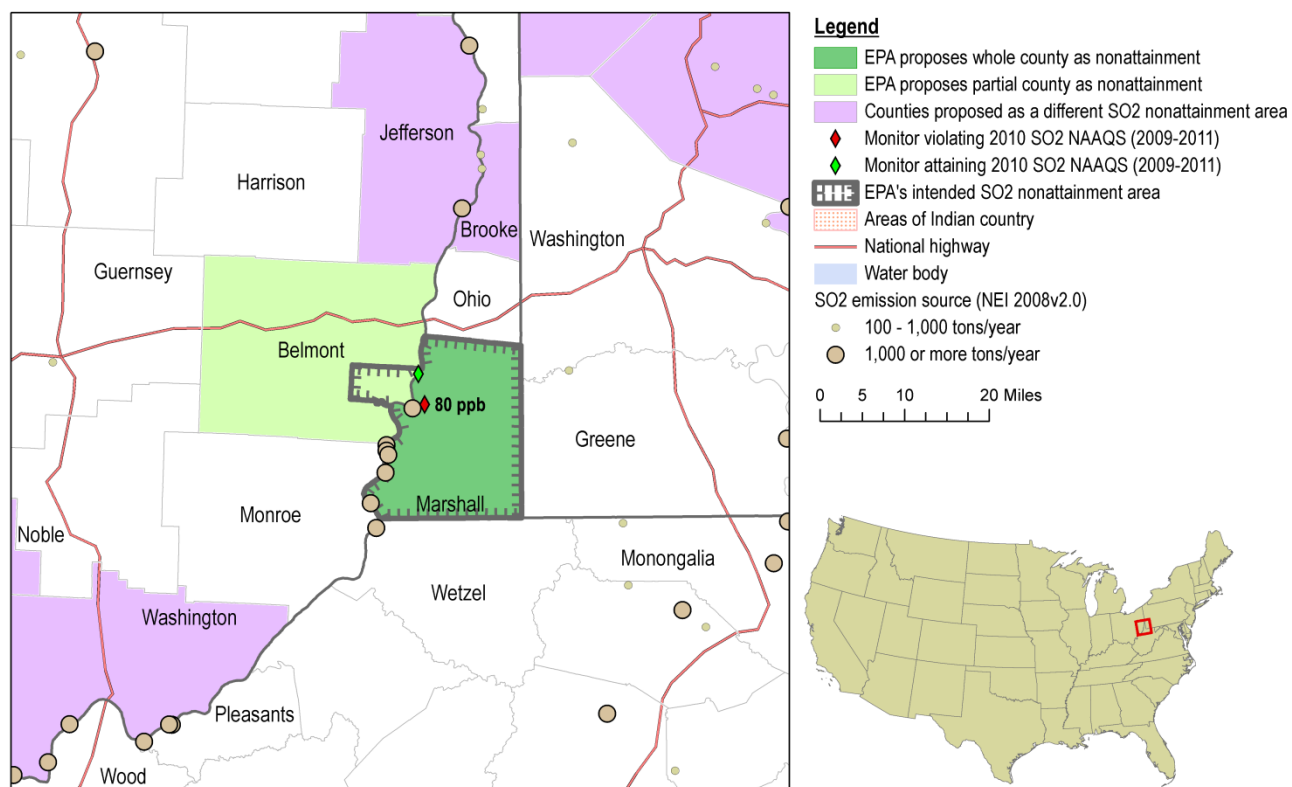 Jefferson
Harrison
Brooke
Washington
Guernsey
Ohio
Belmont
80 ppb
Greene
Marshall
Monroe
Noble
Monongalia
Wetzel
Washington
Pleasants
Wood
Legend
EPA proposes whole county as nonattainment
EPA proposes partial county as nonattainment
Counties proposed as a different SO2 nonattainment area
Monitor violating 2010 SO2 NAAQS (2009-2011)
Monitor attaining 2010 SO2 NAAQS (2009-2011)
EPA's intended SO2 nonattainment area
Areas of Indian country
National highway
Water body
SO2 emission source (NEI 2008v2.0)
100 - 1,000 tons/year
1,000 or more tons/year
0 5 10 20 Miles